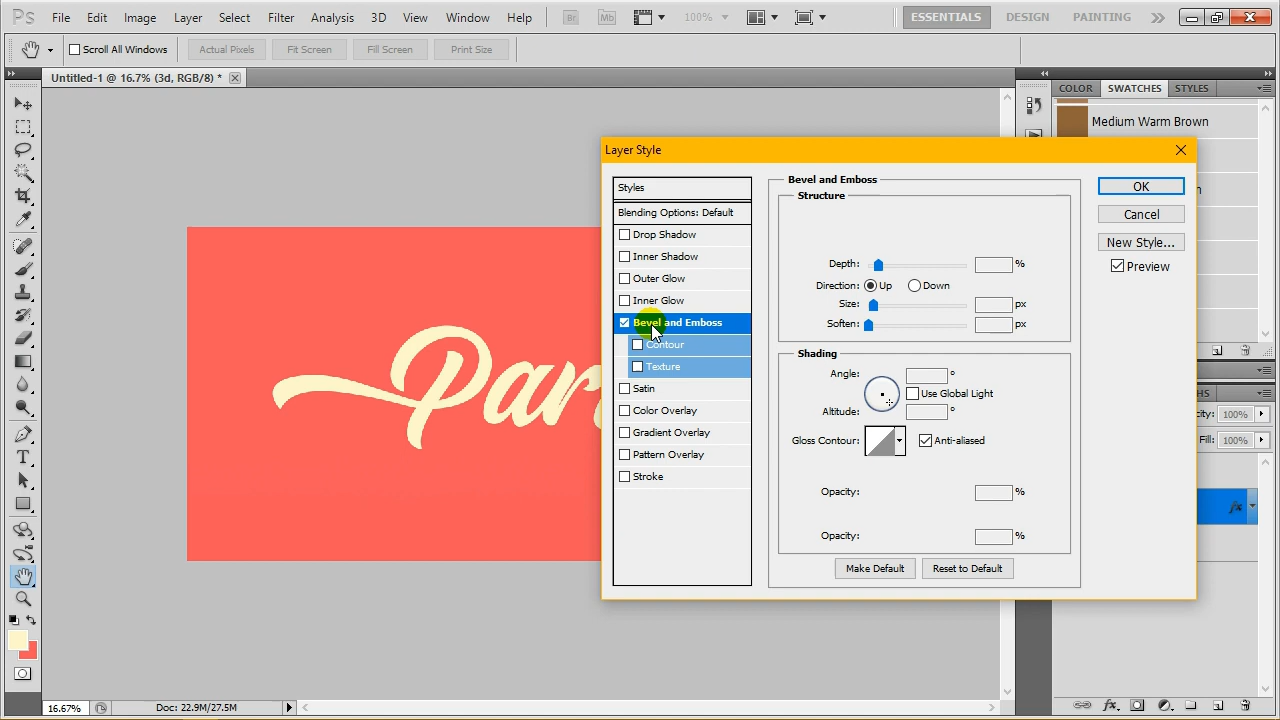 Ps File Edit Image Layer Select Filter Analysis 3D View Window Help Br Mb 100% ESSENTIALS DESIGN PAINTING
Scroll All Windows Actual Pixels Fit Screen Fill Screen Print Size
Untitled-1 @ 16.7% (3d, RGB/8) *
COLOR SWATCHES STYLES
Medium Warm Brown
Layer Style
Styles
Blending Options: Default
Drop Shadow
Inner Shadow
Outer Glow
Inner Glow
Bevel and Emboss
Contour
Texture
Satin
Color Overlay
Gradient Overlay
Pattern Overlay
Stroke
Bevel and Emboss
Structure
Depth: %
Direction: Up Down
Size: px
Soften: px
Shading
Angle: °
Use Global Light
Altitude: °
Gloss Contour: Anti-aliased
Opacity: %
Opacity: %
Make Default Reset to Default
OK
Cancel
New Style...
Preview
100%
Fill: 100%
fx
Par
T
16.67% Doc: 22.9M/27.5M
fx.